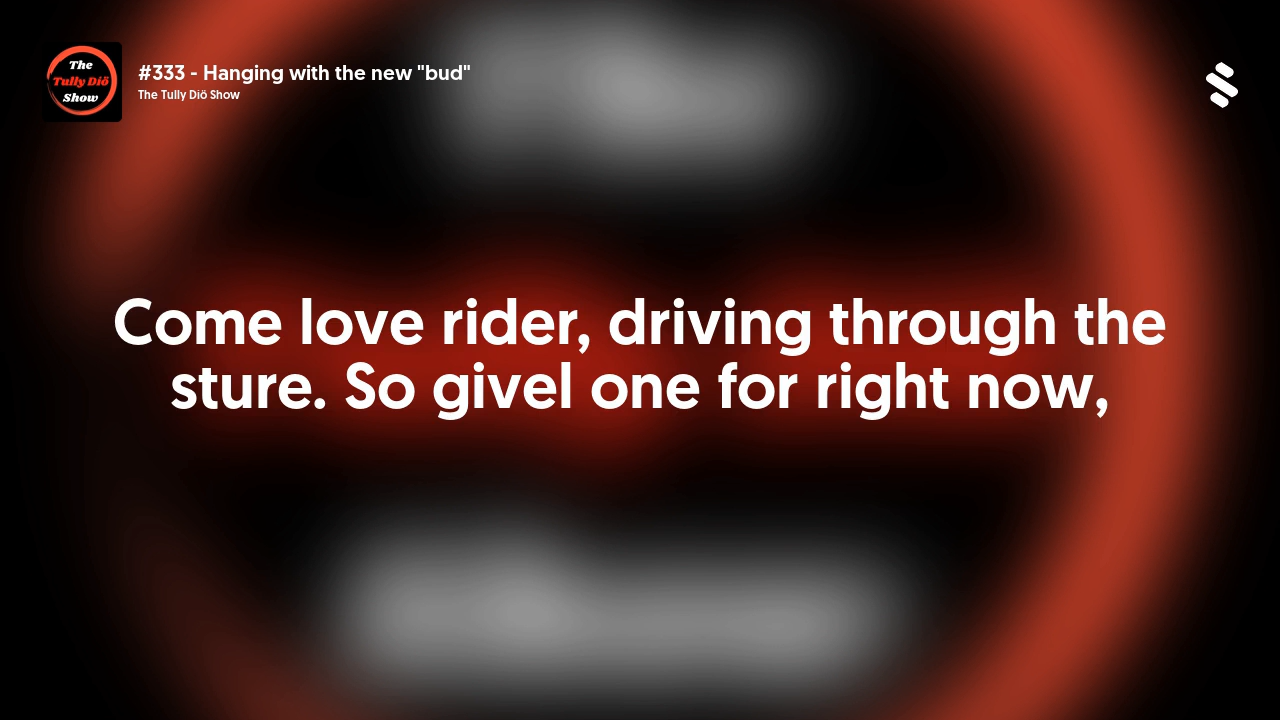 The
Tully Diö
Show
#333 - Hanging with the new "bud"
The Tully Diö Show
Come love rider, driving through the
sture. So givel one for right now,